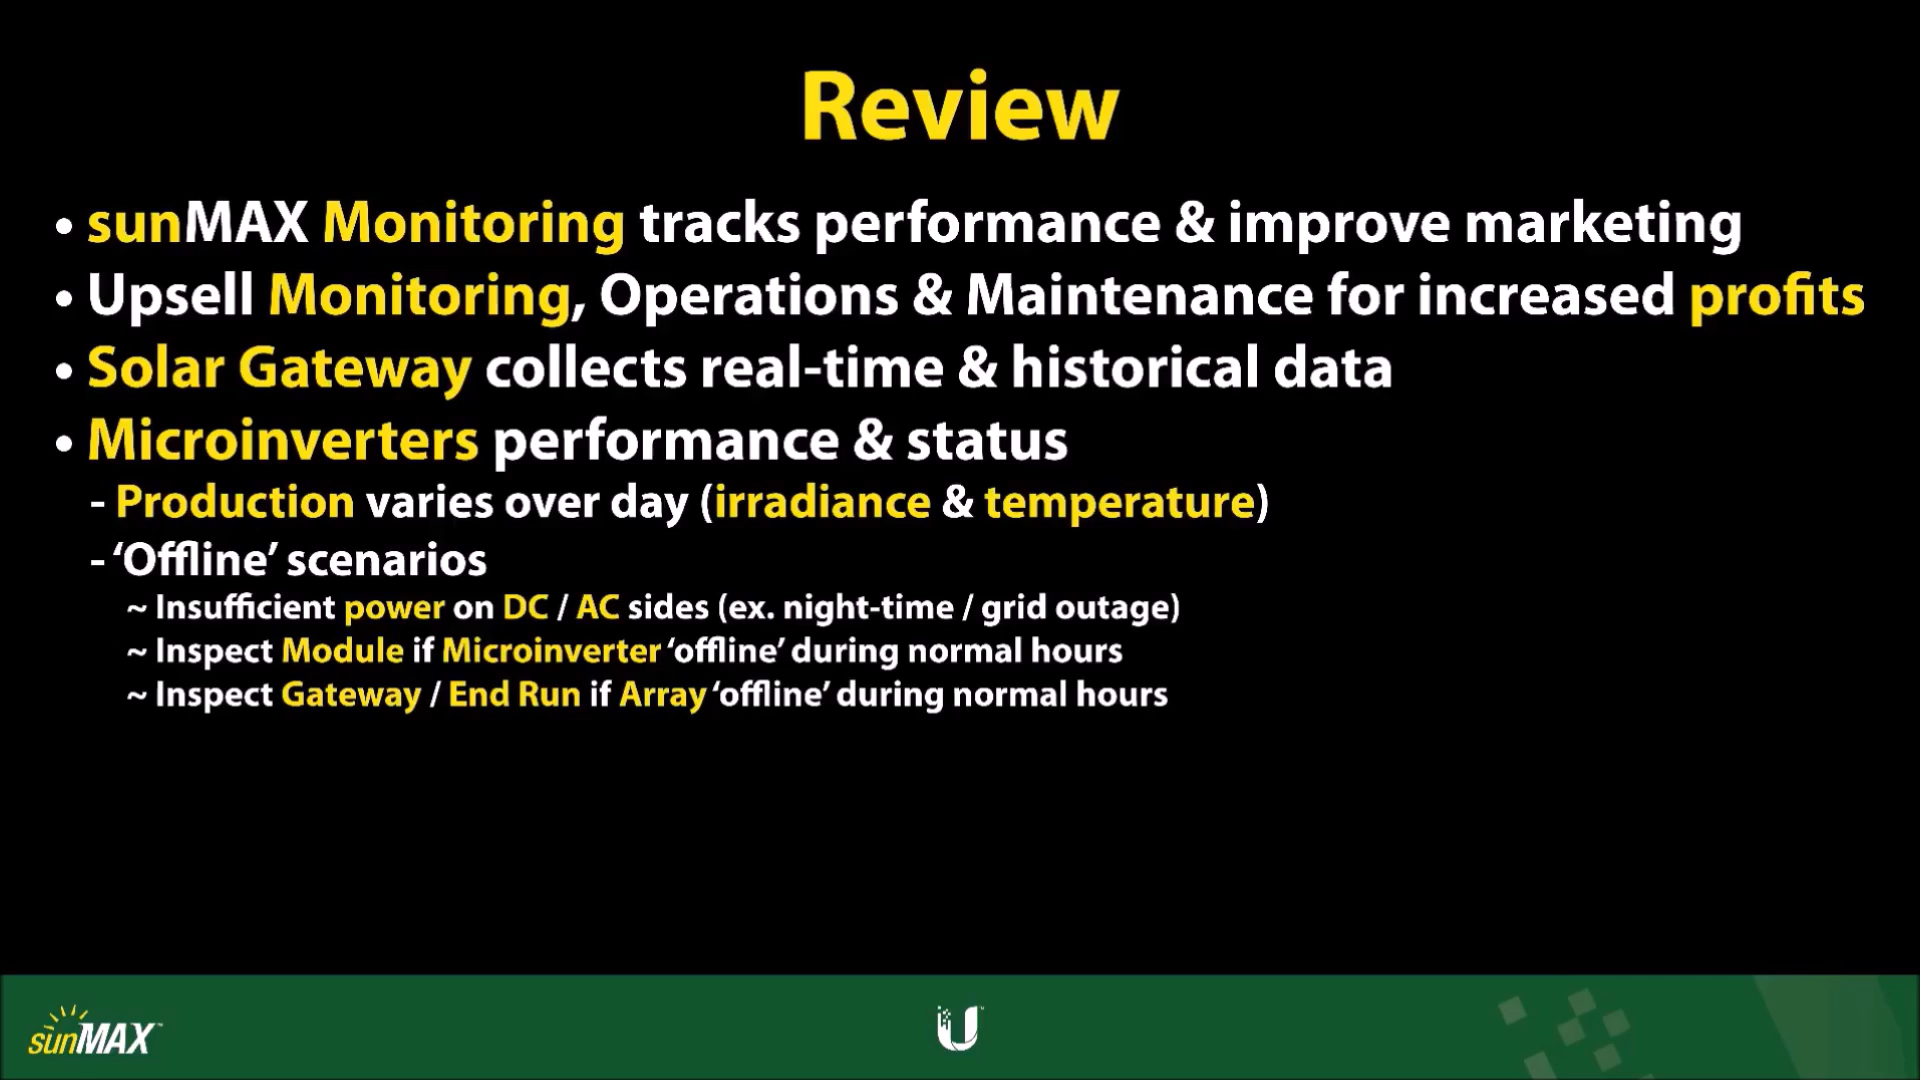 Review
• sunMAX Monitoring tracks performance & improve marketing
• Upsell Monitoring, Operations & Maintenance for increased profits
• Solar Gateway collects real-time & historical data
• Microinverters performance & status
- Production varies over day (irradiance & temperature)
- ‘Offline’ scenarios
~ Insufficient power on DC / AC sides (ex. night-time / grid outage)
~ Inspect Module if Microinverter ‘offline’ during normal hours
~ Inspect Gateway / End Run if Array ‘offline’ during normal hours
sunMAX™
U™